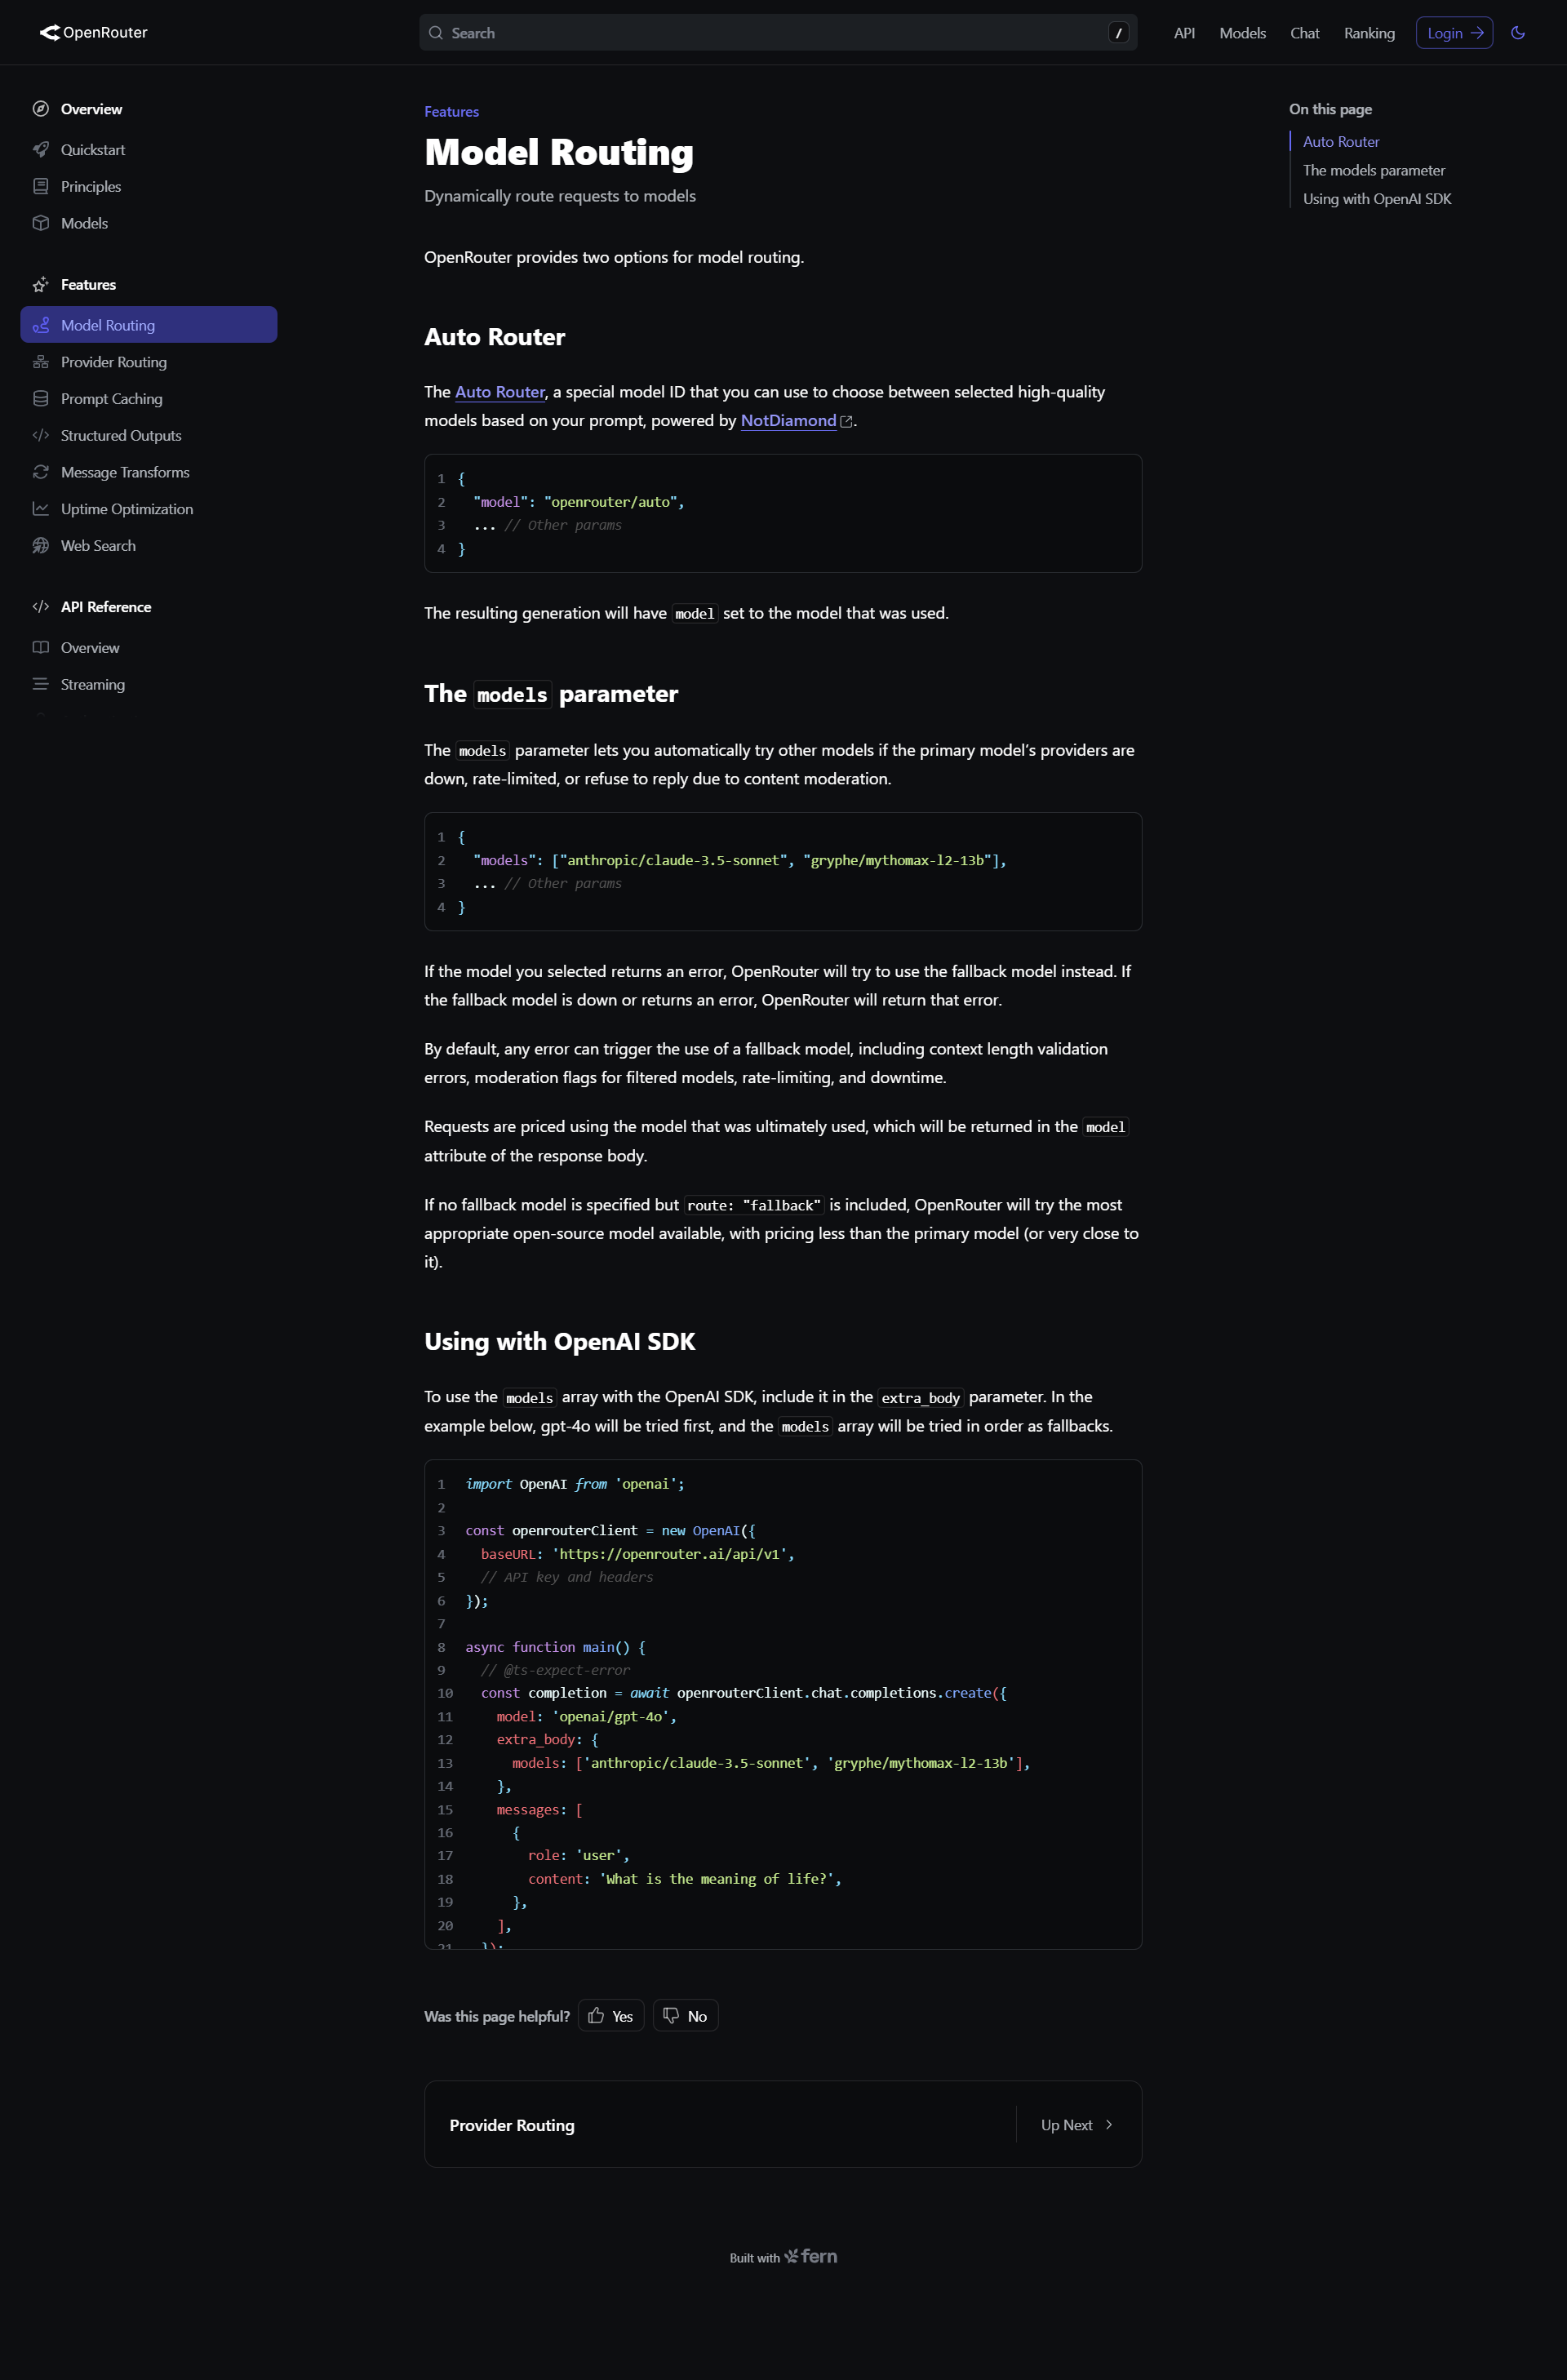 OpenRouter
Search
/
API
Models
Chat
Ranking
Login
Overview
Quickstart
Principles
Models
Features
Model Routing
Provider Routing
Prompt Caching
Structured Outputs
Message Transforms
Uptime Optimization
Web Search
API Reference
Overview
Streaming
Features
Model Routing
Dynamically route requests to models
OpenRouter provides two options for model routing.
Auto Router
The Auto Router, a special model ID that you can use to choose between selected high-quality
models based on your prompt, powered by NotDiamond.
1 {
2   "model": "openrouter/auto",
3   ... // Other params
4 }
The resulting generation will have model set to the model that was used.
The models parameter
The models parameter lets you automatically try other models if the primary model’s providers are
down, rate-limited, or refuse to reply due to content moderation.
1 {
2   "models": ["anthropic/claude-3.5-sonnet", "gryphe/mythomax-l2-13b"],
3   ... // Other params
4 }
If the model you selected returns an error, OpenRouter will try to use the fallback model instead. If
the fallback model is down or returns an error, OpenRouter will return that error.
By default, any error can trigger the use of a fallback model, including context length validation
errors, moderation flags for filtered models, rate-limiting, and downtime.
Requests are priced using the model that was ultimately used, which will be returned in the model
attribute of the response body.
If no fallback model is specified but route: "fallback" is included, OpenRouter will try the most
appropriate open-source model available, with pricing less than the primary model (or very close to
it).
Using with OpenAI SDK
To use the models array with the OpenAI SDK, include it in the extra_body parameter. In the
example below, gpt-4o will be tried first, and the models array will be tried in order as fallbacks.
1 import OpenAI from 'openai';
2
3 const openrouterClient = new OpenAI({
4   baseURL: 'https://openrouter.ai/api/v1',
5   // API key and headers
6 });
7
8 async function main() {
9   // @ts-expect-error
10   const completion = await openrouterClient.chat.completions.create({
11     model: 'openai/gpt-4o',
12     extra_body: {
13       models: ['anthropic/claude-3.5-sonnet', 'gryphe/mythomax-l2-13b'],
14     },
15     messages: [
16       {
17         role: 'user',
18         content: 'What is the meaning of life?',
19       },
20     ],
21   });
Was this page helpful?
Yes
No
Provider Routing
Up Next
Built with fern
On this page
Auto Router
The models parameter
Using with OpenAI SDK